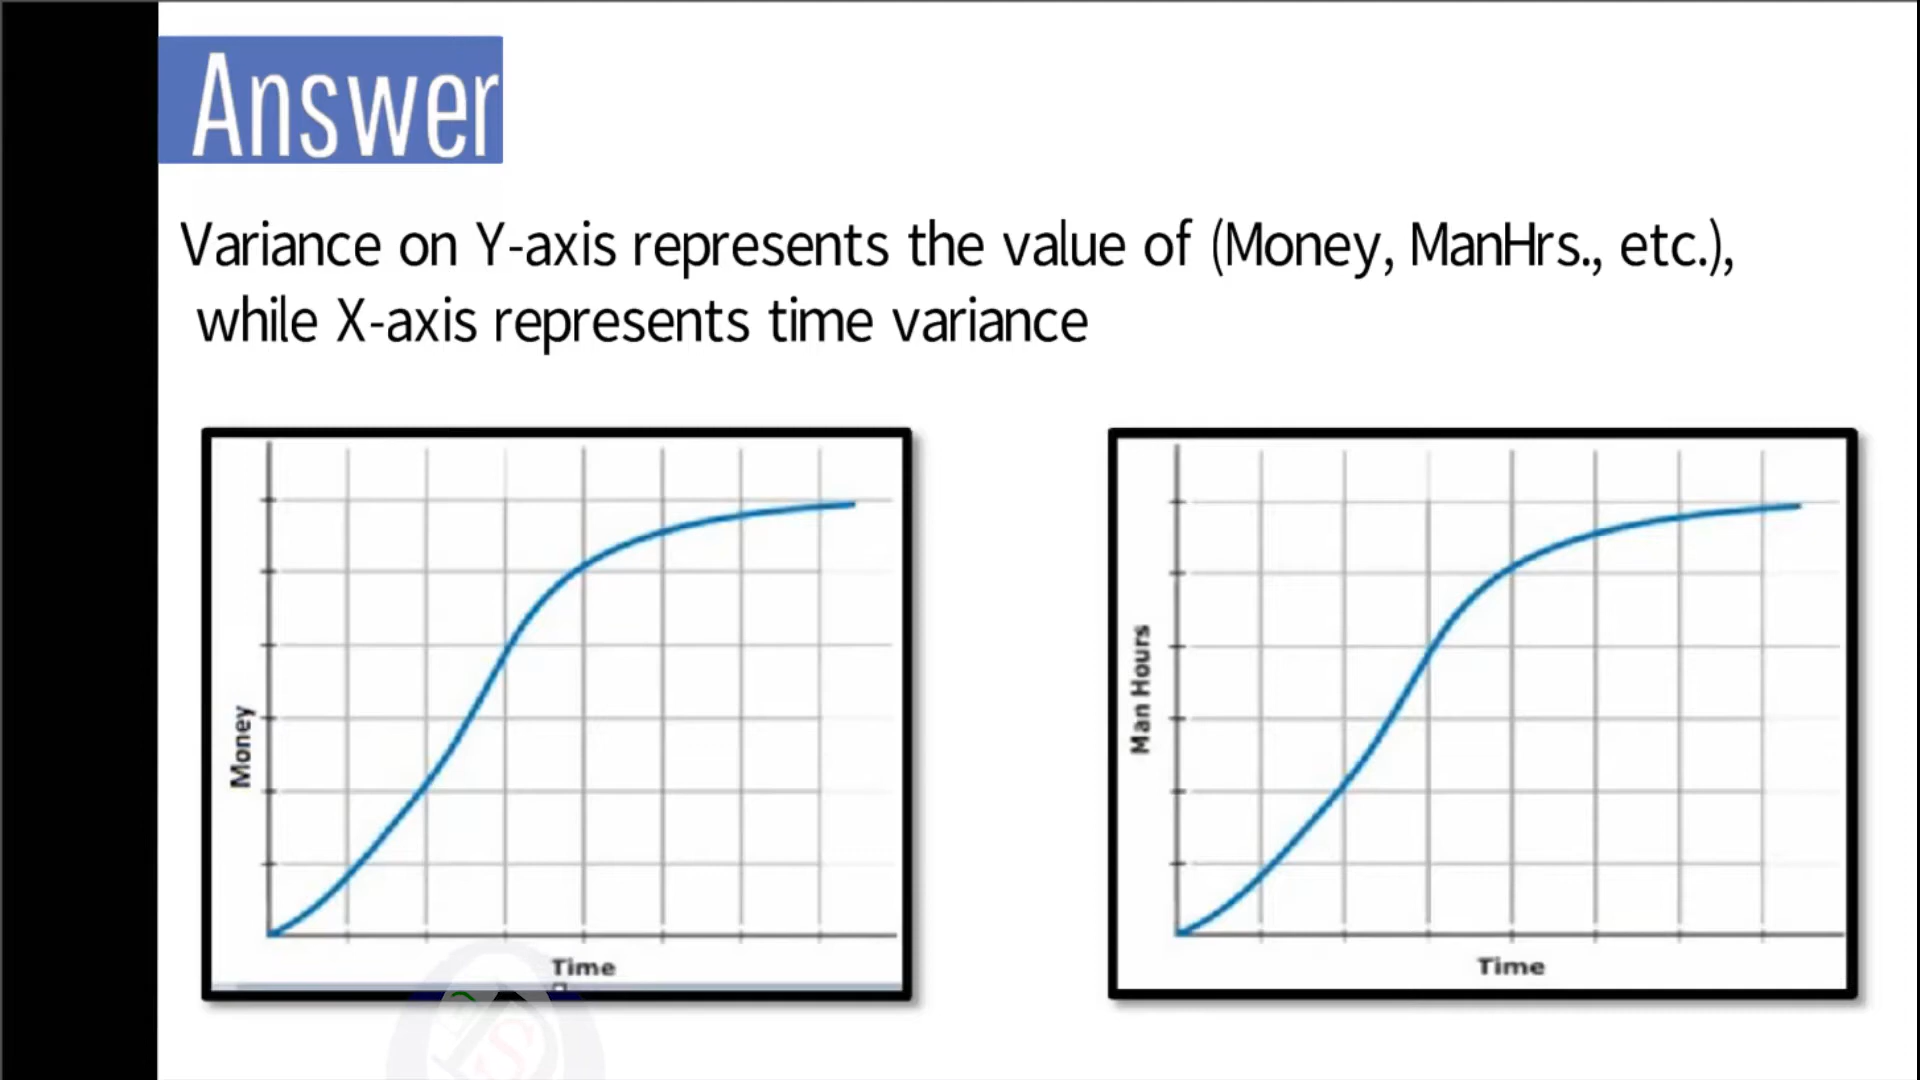 Answer
Variance on Y-axis represents the value of (Money, ManHrs., etc.),
while X-axis represents time variance
Money
Time
Man Hours
Time